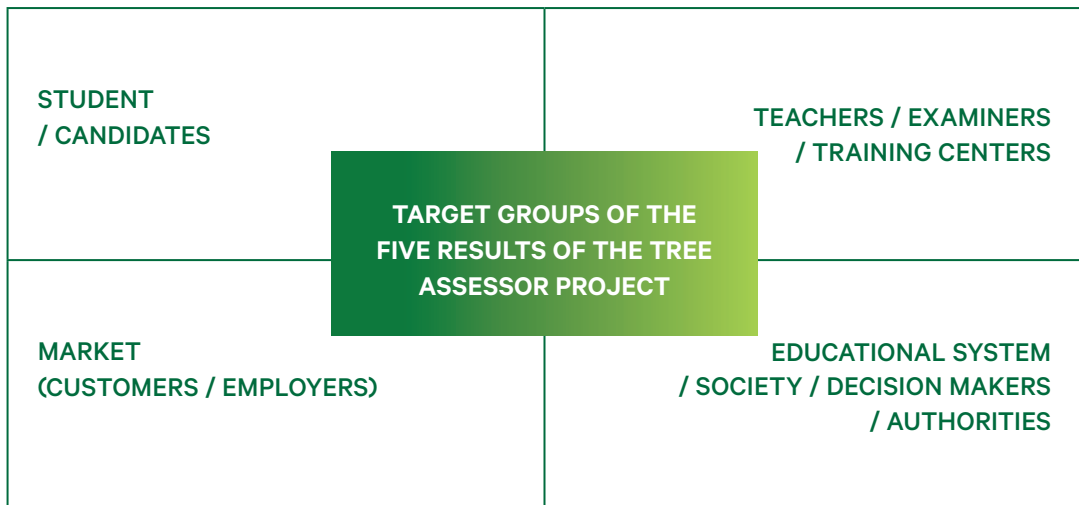 STUDENT
/ CANDIDATES
TEACHERS / EXAMINERS
/ TRAINING CENTERS
TARGET GROUPS OF THE
FIVE RESULTS OF THE TREE
ASSESSOR PROJECT
MARKET
(CUSTOMERS / EMPLOYERS)
EDUCATIONAL SYSTEM
/ SOCIETY / DECISION MAKERS
/ AUTHORITIES